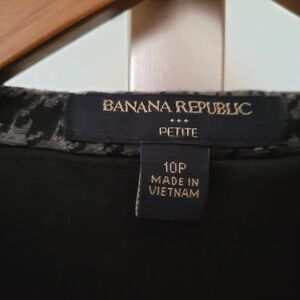 BANANA REPUBLIC
PETITE
10P
MADE IN
VIETNAM